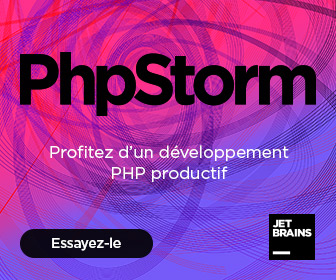 PhpStorm
Profitez d'un développement
PHP productif
Essayez-le
JET
BRAINS